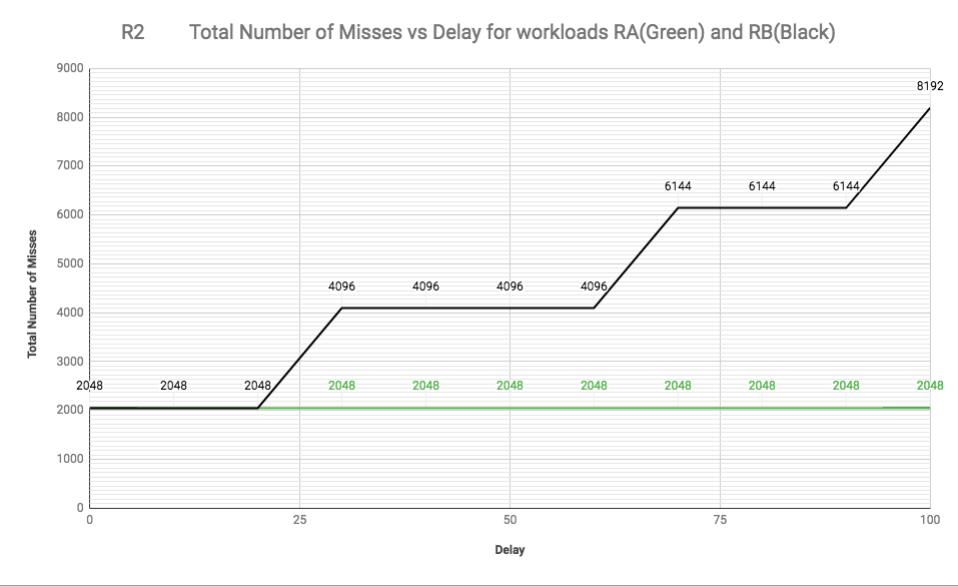 R2 Total Number of Misses vs Delay for workloads RA(Green) and RB(Black)
9000
8192
8000
7000
6144 6144 6144
6000
5000
4096 4096 4096 4096
4000
3000
2048 2048 2048 2048 2048 2048 2048 2048 2048 2048 2048
2000
1000
0
0 25 50 75 100
Total Number of Misses
Delay